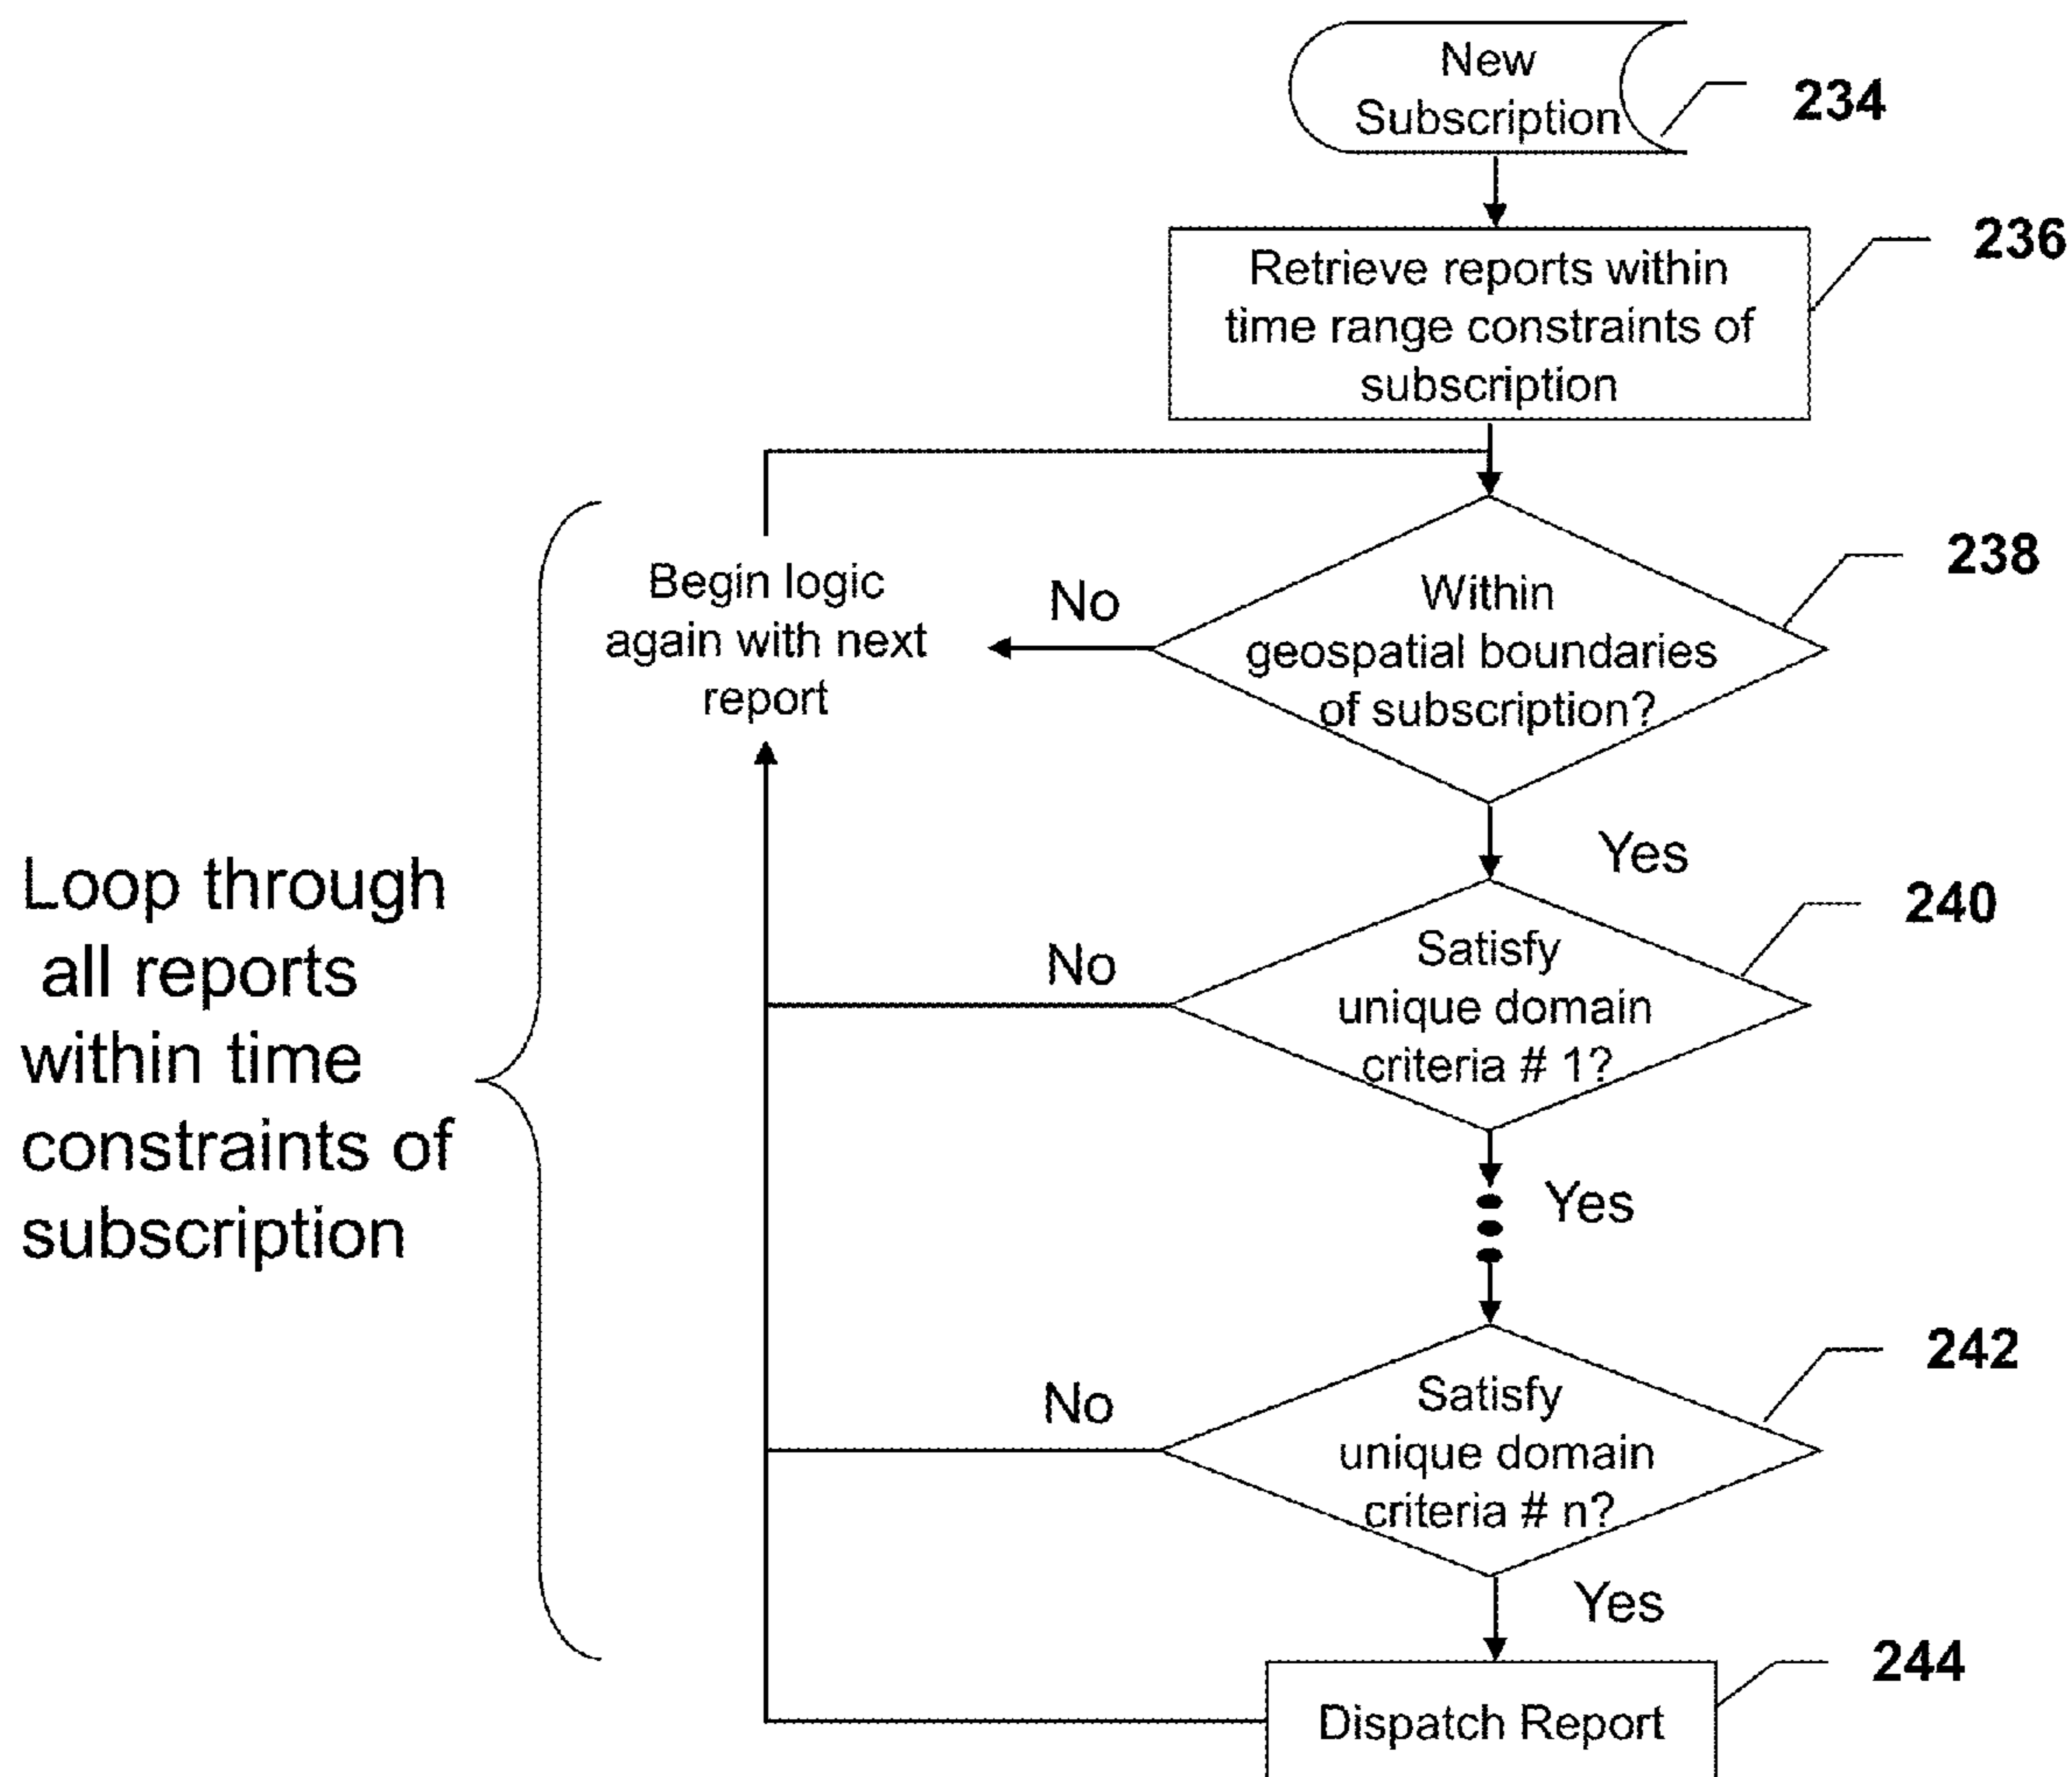 New
Subscription
234
Retrieve reports within
time range constraints of
subscription
236
Begin logic
again with next
report
No
Within
geospatial boundaries
of subscription?
238
Yes
Loop through
all reports
within time
constraints of
subscription
No
Satisfy
unique domain
criteria # 1?
240
Yes
No
Satisfy
unique domain
criteria # n?
242
Yes
Dispatch Report
244